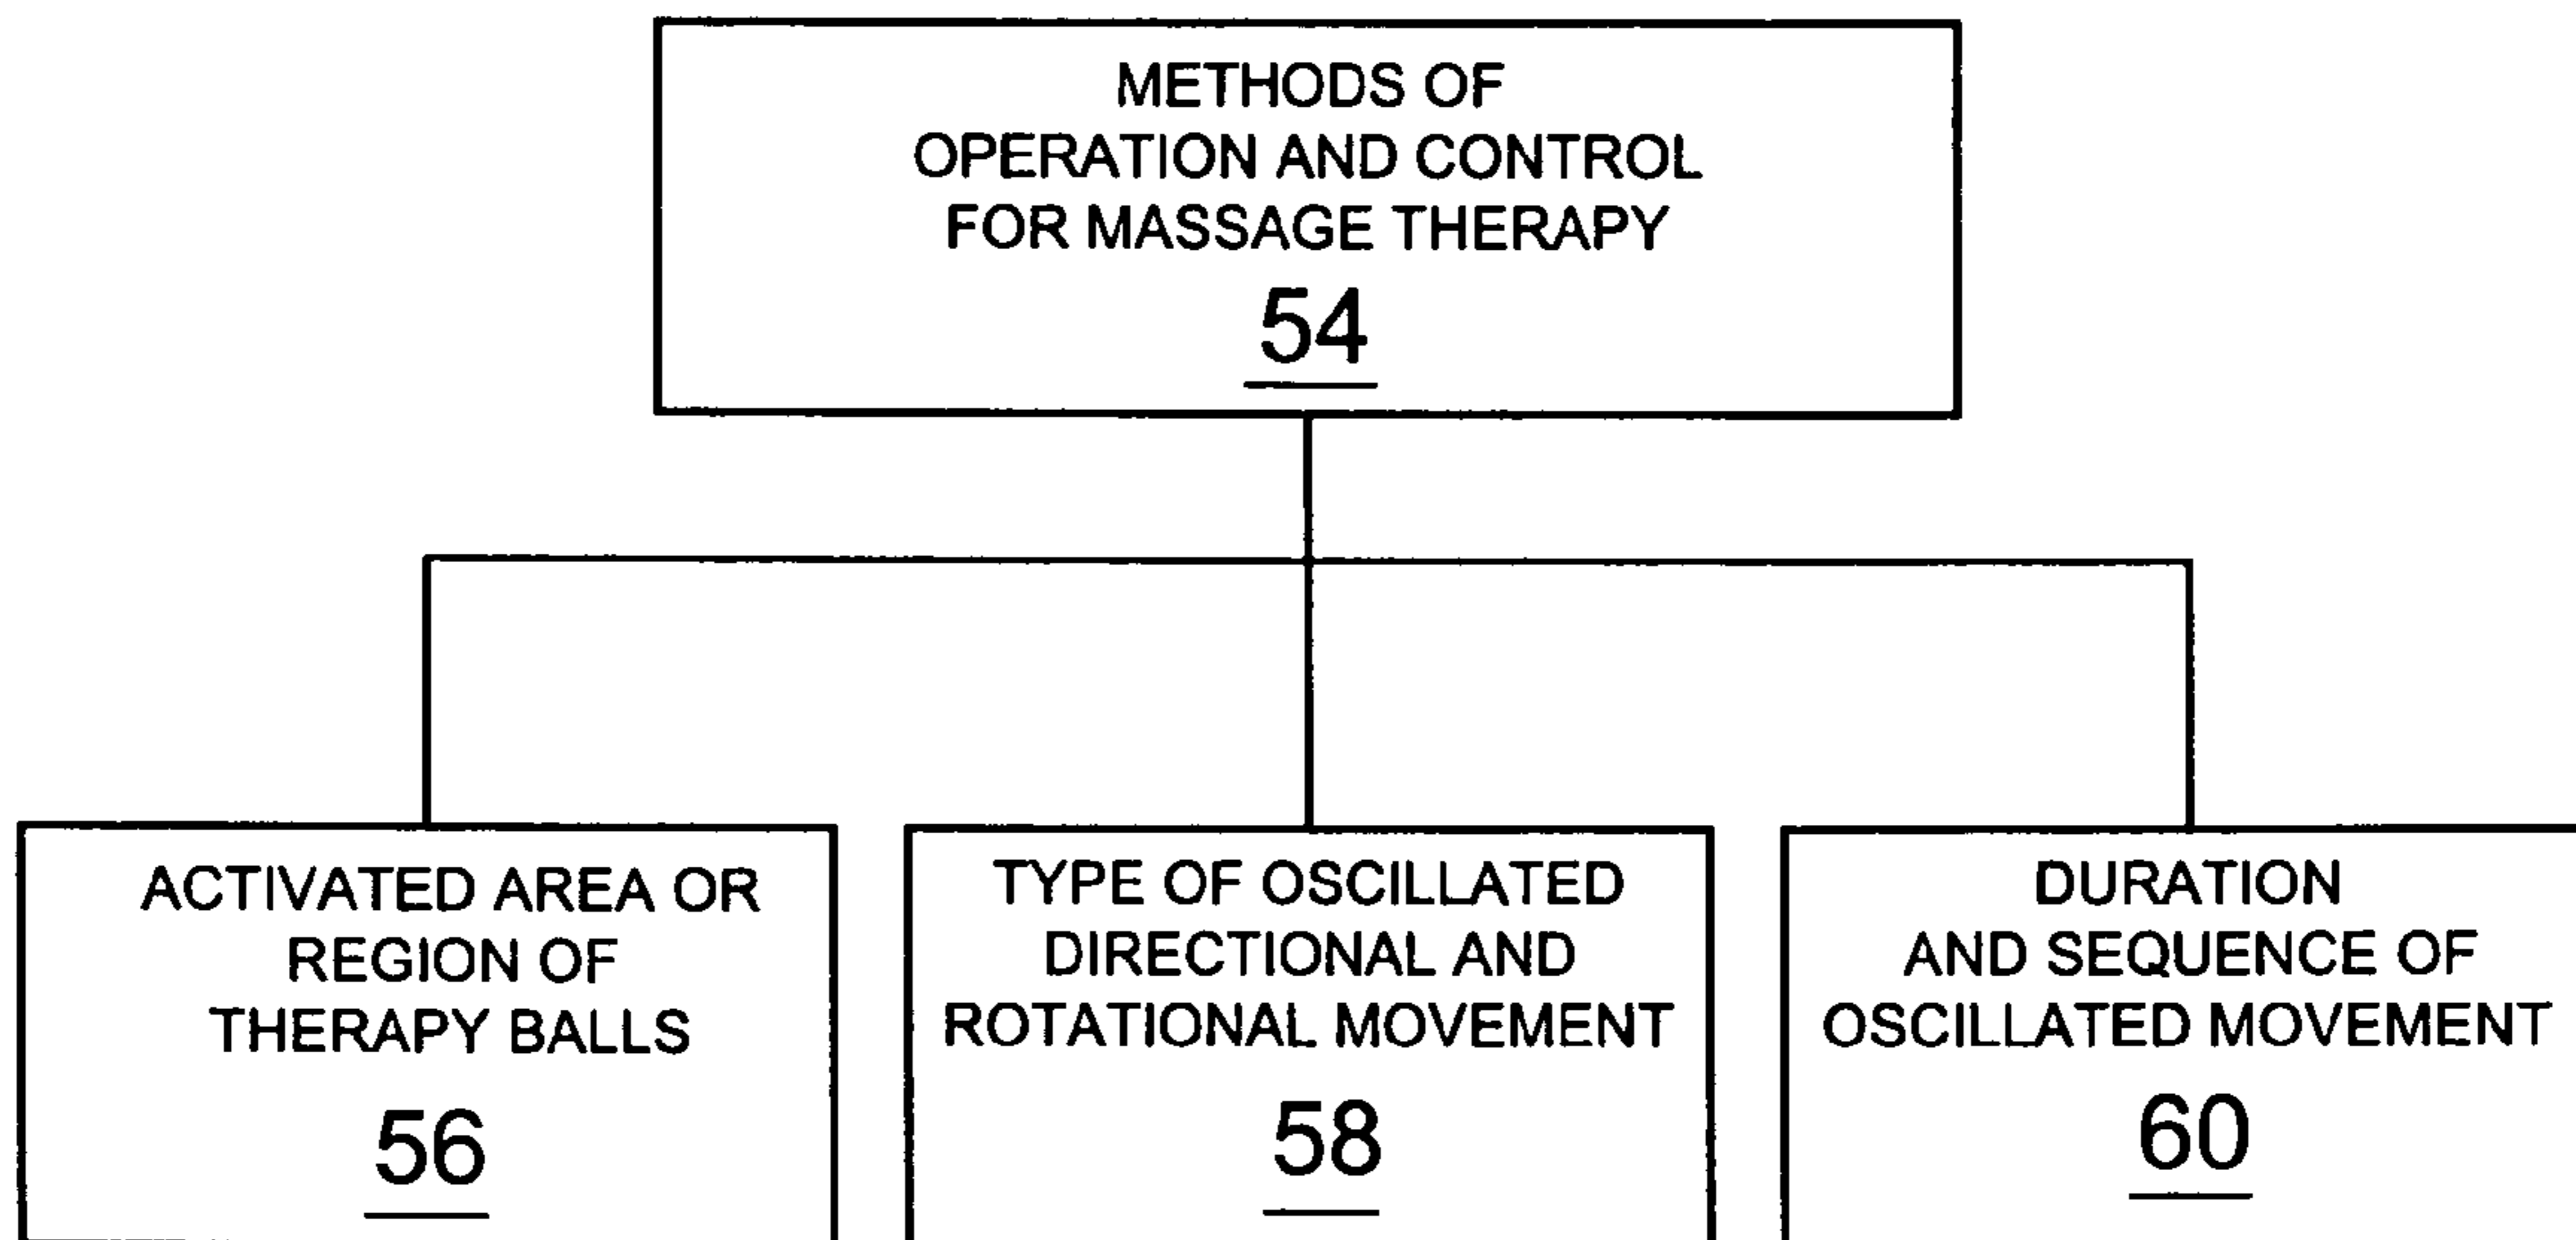 METHODS OF
OPERATION AND CONTROL
FOR MASSAGE THERAPY
54
ACTIVATED AREA OR
REGION OF
THERAPY BALLS
56
TYPE OF OSCILLATED
DIRECTIONAL AND
ROTATIONAL MOVEMENT
58
DURATION
AND SEQUENCE OF
OSCILLATED MOVEMENT
60